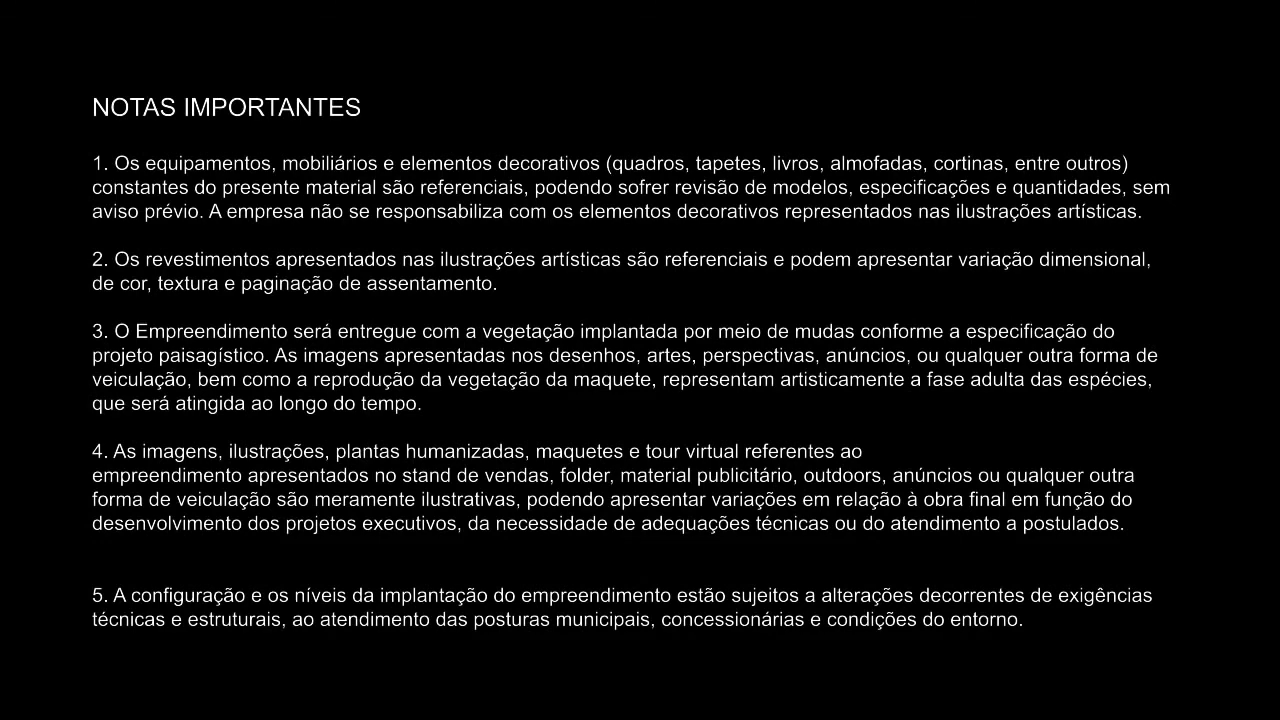 NOTAS IMPORTANTES
1. Os equipamentos, mobiliários e elementos decorativos (quadros, tapetes, livros, almofadas, cortinas, entre outros)
constantes do presente material são referenciais, podendo sofrer revisão de modelos, especificações e quantidades, sem
aviso prévio. A empresa não se responsabiliza com os elementos decorativos representados nas ilustrações artísticas.
2. Os revestimentos apresentados nas ilustrações artísticas são referenciais e podem apresentar variação dimensional,
de cor, textura e paginação de assentamento.
3. O Empreendimento será entregue com a vegetação implantada por meio de mudas conforme a especificação do
projeto paisagístico. As imagens apresentadas nos desenhos, artes, perspectivas, anúncios, ou qualquer outra forma de
veiculação, bem como a reprodução da vegetação da maquete, representam artisticamente a fase adulta das espécies,
que será atingida ao longo do tempo.
4. As imagens, ilustrações, plantas humanizadas, maquetes e tour virtual referentes ao
empreendimento apresentados no stand de vendas, folder, material publicitário, outdoors, anúncios ou qualquer outra
forma de veiculação são meramente ilustrativas, podendo apresentar variações em relação à obra final em função do
desenvolvimento dos projetos executivos, da necessidade de adequações técnicas ou do atendimento a postulados.
5. A configuração e os níveis da implantação do empreendimento estão sujeitos a alterações decorrentes de exigências
técnicas e estruturais, ao atendimento das posturas municipais, concessionárias e condições do entorno.